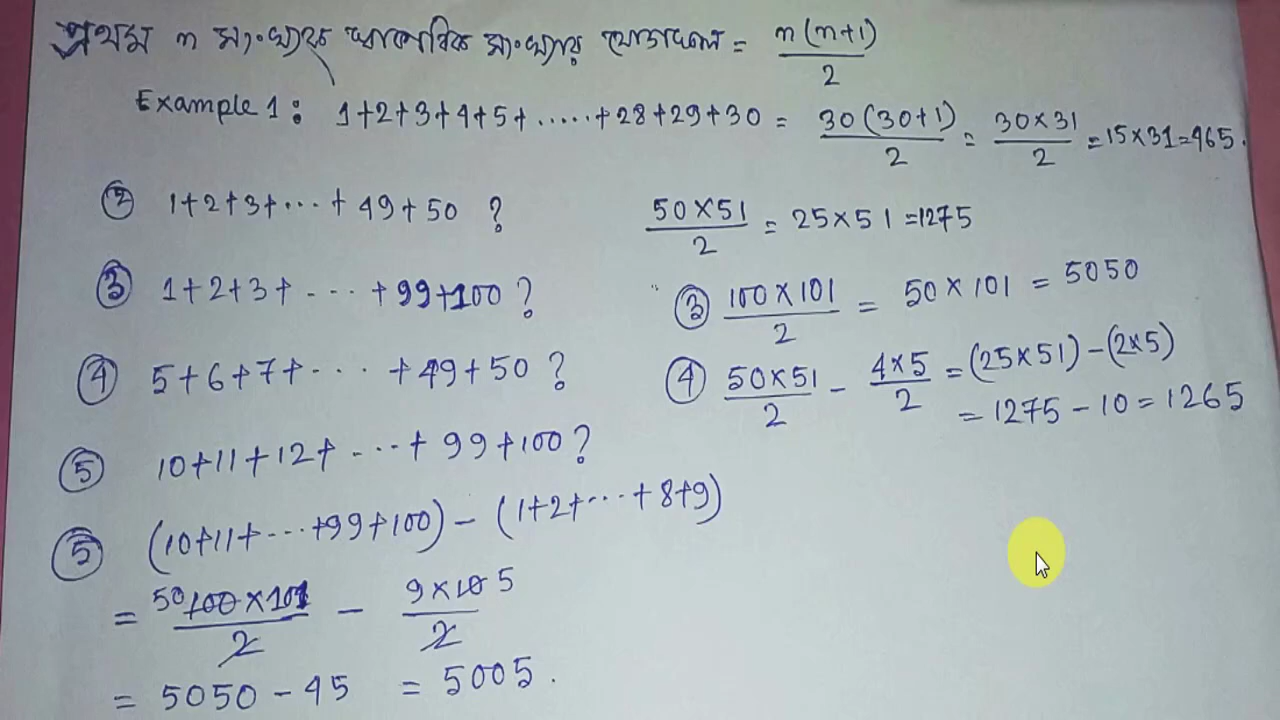 প্রথম n সংখ্যক স্বাভাবিক সংখ্যার যোগফল = n(n+1)/2
Example 1: 1+2+3+4+5+.....+28+29+30 = 30(30+1)/2 = 30×31/2 = 15×31=465.
② 1+2+3+...+ 49+50 ? 50×51/2 = 25×51 =1275
③ 1+2+3+ .... +99+100 ? ③ 100×101/2 = 50×101 = 5050
④ 5+6+7+.... +49+50 ? ④ 50×51/2 - 4×5/2 = (25×51)-(2×5)
= 1275-10 = 1265
⑤ 10+11+12+ ...+ 99+100 ?
⑤ (10+11+...+99+100) - (1+2+...+8+9)
= 50 100×101/2 - 9×10 5/2
= 5050-45 = 5005.